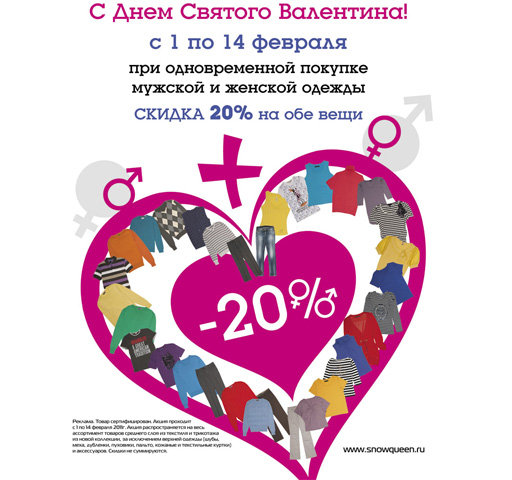 С Днем Святого Валентина!
с 1 по 14 февраля
при одновременной покупке
мужской и женской одежды
СКИДКА 20% на обе вещи
-20%
Реклама. Товар сертифицирован. Акция проходит
с 1 по 14 февраля 2011г. Акция распространяется на весь
ассортимент товаров среднего слоя из текстиля и трикотажа
из новой коллекции, за исключением верхней одежды (шубы,
меха, дубленки, пуховики, пальто, кожаные и текстильные куртки)
и аксессуаров. Скидки не суммируются.
www.snowqueen.ru